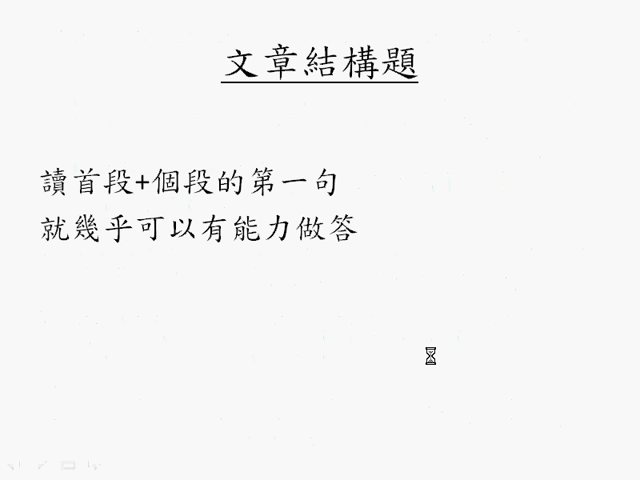 文章結構題
讀首段+個段的第一句
就幾乎可以有能力做答